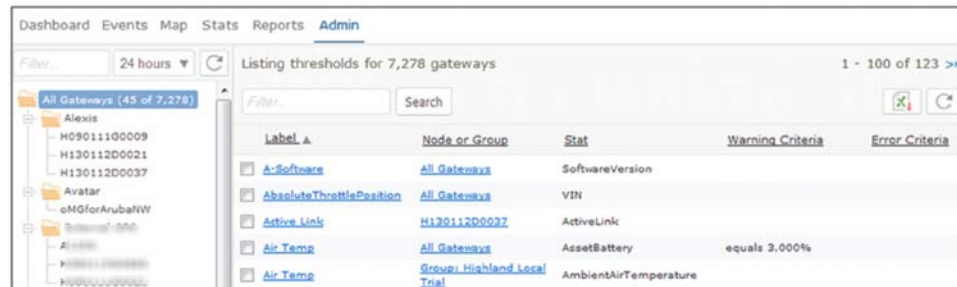 Dashboard Events Map Stats Reports Admin
Filter... 24 hours ▼
Listing thresholds for 7,278 gateways 1 - 100 of 123 >>
All Gateways (45 of 7,278)
Alexis
H090111G0009
H130112D0021
H130112D0037
Avatar
oMGforArubaNW
Filter... Search
Label ▲ Node or Group Stat Warning Criteria Error Criteria
A-Software All Gateways SoftwareVersion
AbsoluteThrottlePosition All Gateways VIN
Active Link H130112D0037 ActiveLink
Air Temp All Gateways AssetBattery equals 3.000%
Air Temp Group: Highland Local Trial AmbientAirTemperature